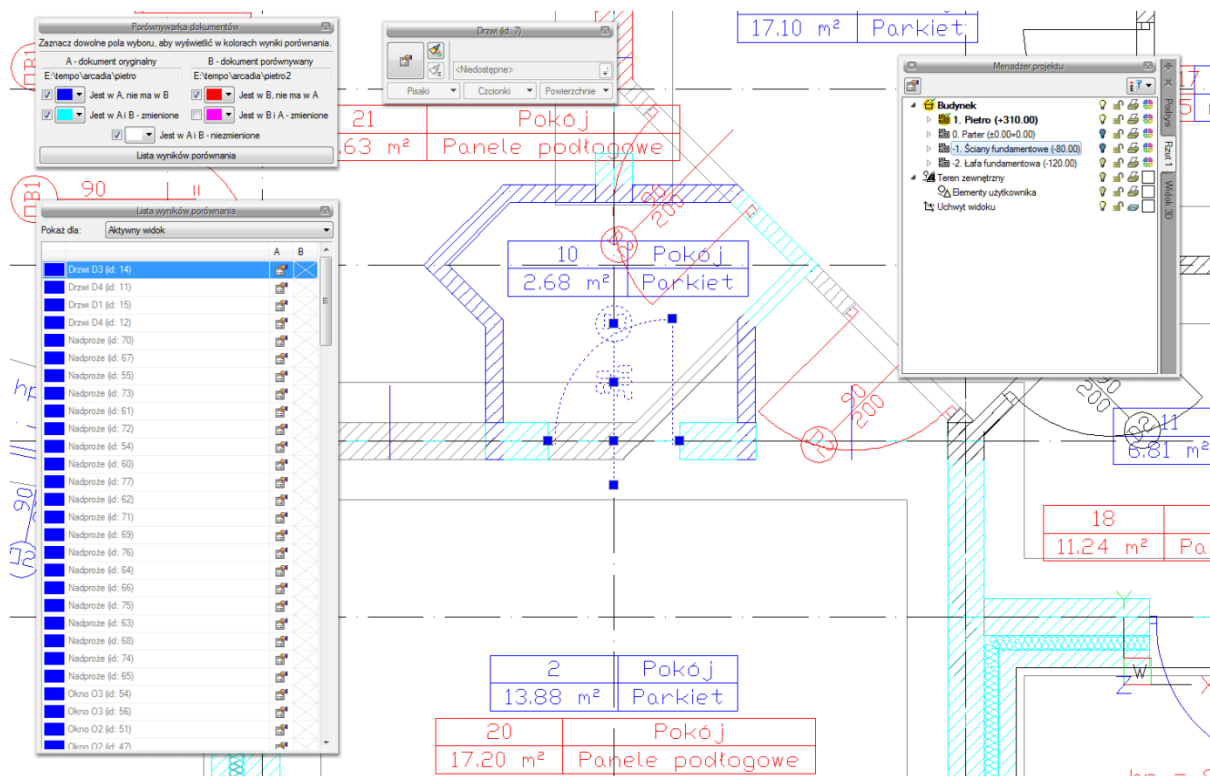 Porównywarka dokumentów
Zaznacz dowolne pola wyboru, aby wyświetlić w kolorach wyniki porównania.
A - dokument oryginalny
B - dokument porównywany
E:\tempo\arcadia\pietro
E:\tempo\arcadia\pietro2
Jest w A, nie ma w B
Jest w B, nie ma w A
Jest w A i B - zmienione
Jest w B i A - zmienione
Jest w A i B - niezmienione
Lista wyników porównania
Drzwi (id: 7)
<Niedostępne>
Pisaki
Czcionki
Powierzchnie
17.10 m² Parkiet
Menadżer projektu
Budynek
1. Pietro (+310.00)
0. Parter (±0.00=0.00)
-1. Ściany fundamentowe (-80.00)
-2. Łafa fundamentowa (-120.00)
Teren zewnętrzny
Elementy użytkownika
Uchwyt widoku
Podrys
Rzut 1
Widok 3D
17
21 Pokój
.63 m² Panele podłogowe
ΠB1
90
Lista wyników porównania
Pokaż dla:
Aktywny widok
A B
Drzwi D3 (id: 14)
Drzwi D4 (id: 11)
Drzwi D1 (id: 15)
Drzwi D4 (id: 12)
Nadproże (id: 70)
Nadproże (id: 67)
Nadproże (id: 55)
Nadproże (id: 73)
Nadproże (id: 61)
Nadproże (id: 72)
Nadproże (id: 54)
Nadproże (id: 60)
Nadproże (id: 77)
Nadproże (id: 62)
Nadproże (id: 71)
Nadproże (id: 69)
Nadproże (id: 76)
Nadproże (id: 64)
Nadproże (id: 66)
Nadproże (id: 75)
Nadproże (id: 63)
Nadproże (id: 68)
Nadproże (id: 74)
Nadproże (id: 65)
Okno O3 (id: 54)
Okno O3 (id: 56)
Okno O2 (id: 51)
Okno O2 (id: 47)
90
200
10 Pokój
2.68 m² Parkiet
90
200
200
11
6.81 m²
18
11.24 m² Pa
2 Pokój
13.88 m² Parkiet
20 Pokój
17.20 m² Panele podłogowe
Y
W
Z
X
90